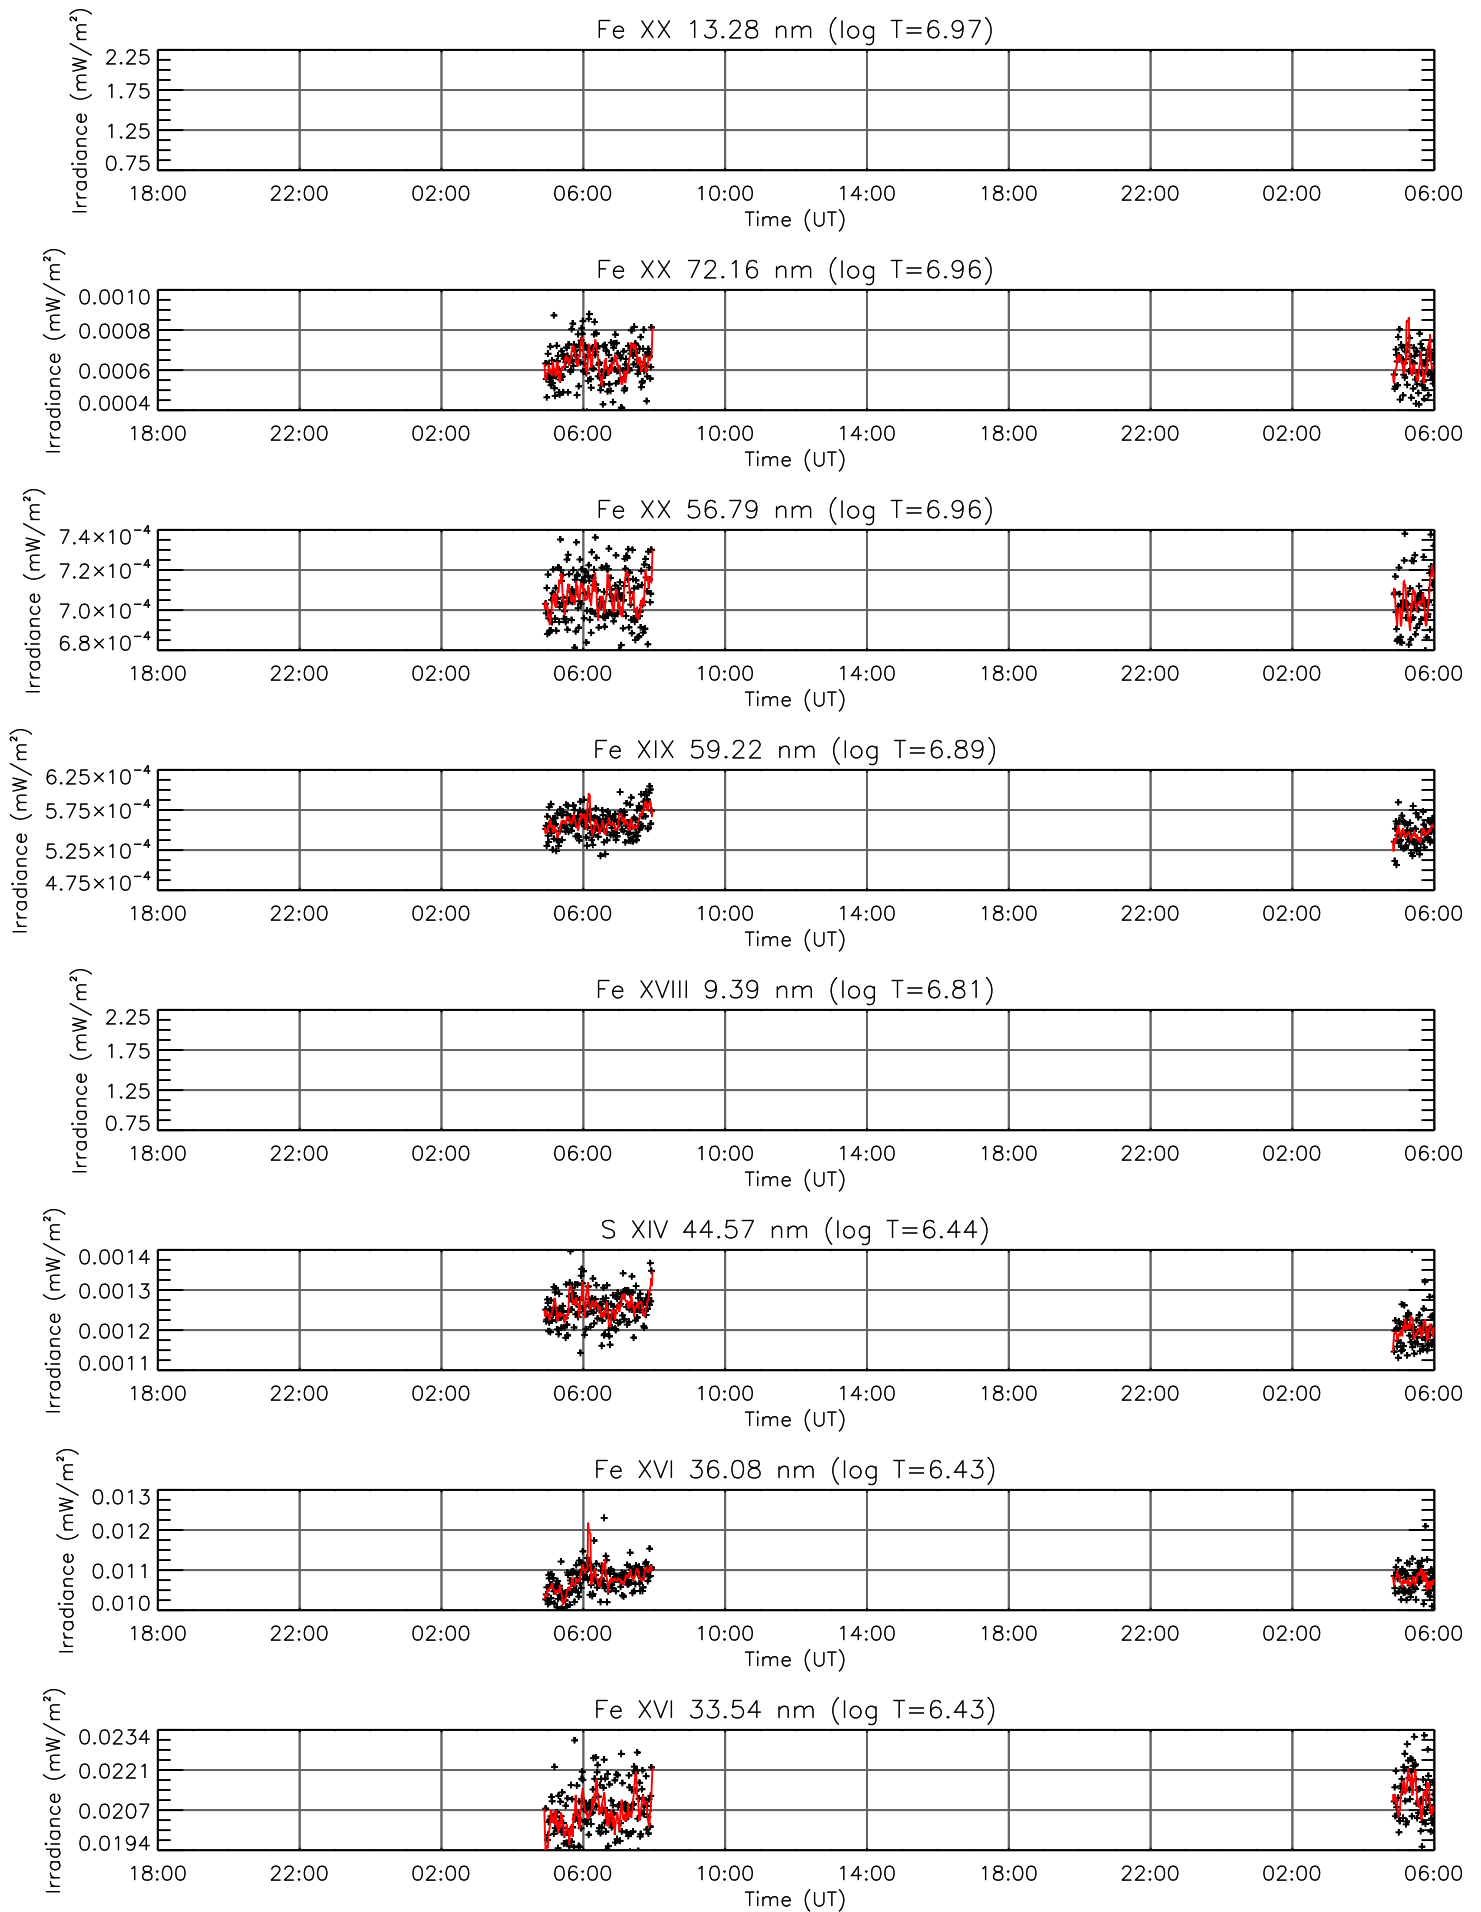 Fe XX 13.28 nm (log T=6.97)
Irradiance (mW/m²)
2.25
1.75
1.25
0.75
18:00 22:00 02:00 06:00 10:00 14:00 18:00 22:00 02:00 06:00
Time (UT)
Fe XX 72.16 nm (log T=6.96)
Irradiance (mW/m²)
0.0010
0.0008
0.0006
0.0004
18:00 22:00 02:00 06:00 10:00 14:00 18:00 22:00 02:00 06:00
Time (UT)
Fe XX 56.79 nm (log T=6.96)
Irradiance (mW/m²)
7.4×10⁻⁴
7.2×10⁻⁴
7.0×10⁻⁴
6.8×10⁻⁴
18:00 22:00 02:00 06:00 10:00 14:00 18:00 22:00 02:00 06:00
Time (UT)
Fe XIX 59.22 nm (log T=6.89)
Irradiance (mW/m²)
6.25×10⁻⁴
5.75×10⁻⁴
5.25×10⁻⁴
4.75×10⁻⁴
18:00 22:00 02:00 06:00 10:00 14:00 18:00 22:00 02:00 06:00
Time (UT)
Fe XVIII 9.39 nm (log T=6.81)
Irradiance (mW/m²)
2.25
1.75
1.25
0.75
18:00 22:00 02:00 06:00 10:00 14:00 18:00 22:00 02:00 06:00
Time (UT)
S XIV 44.57 nm (log T=6.44)
Irradiance (mW/m²)
0.0014
0.0013
0.0012
0.0011
18:00 22:00 02:00 06:00 10:00 14:00 18:00 22:00 02:00 06:00
Time (UT)
Fe XVI 36.08 nm (log T=6.43)
Irradiance (mW/m²)
0.013
0.012
0.011
0.010
18:00 22:00 02:00 06:00 10:00 14:00 18:00 22:00 02:00 06:00
Time (UT)
Fe XVI 33.54 nm (log T=6.43)
Irradiance (mW/m²)
0.0234
0.0221
0.0207
0.0194
18:00 22:00 02:00 06:00 10:00 14:00 18:00 22:00 02:00 06:00
Time (UT)